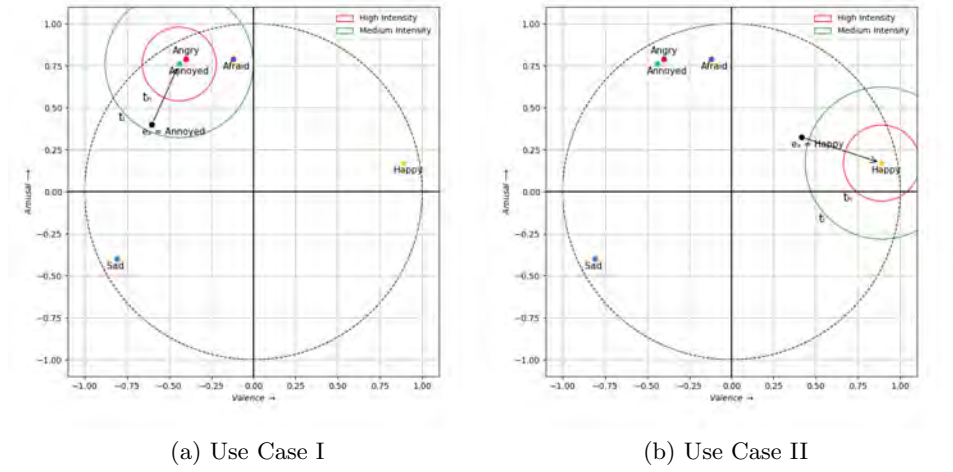 High Intensity
Medium Intensity
1.00
0.75
0.50
0.25
0.00
−0.25
−0.50
−0.75
−1.00
Arousal →
Angry
Annoyed
Afraid
tₕ
tₗ
eₐ = Annoyed
Happy
Sad
−1.00 −0.75 −0.50 −0.25 0.00 0.25 0.50 0.75 1.00
Valence →
(a) Use Case I
High Intensity
Medium Intensity
1.00
0.75
0.50
0.25
0.00
−0.25
−0.50
−0.75
−1.00
Arousal →
Angry
Annoyed
Afraid
eₐ = Happy
Happy
tₕ
tₗ
Sad
−1.00 −0.75 −0.50 −0.25 0.00 0.25 0.50 0.75 1.00
Valence →
(b) Use Case II